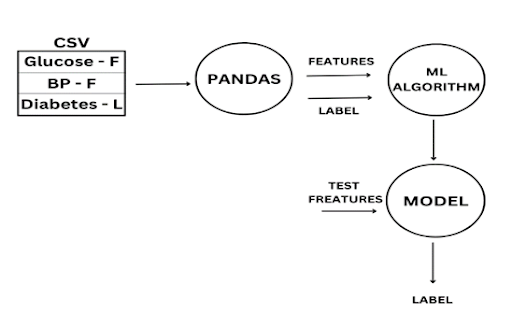 CSV
Glucose - F
BP - F
Diabetes - L
PANDAS
FEATURES
LABEL
ML
ALGORITHM
TEST
FREATURES
MODEL
LABEL